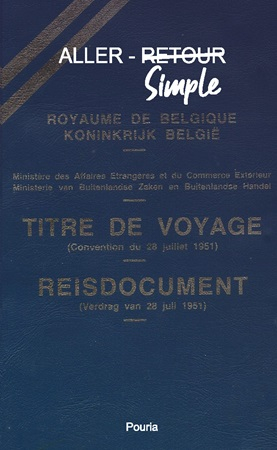 ALLER - RETOUR
Simple
ROYAUME DE BELGIQUE
KONINKRIJK BELGIË
Ministère des Affaires Etrangères et du Commerce Exterieur
Ministerie van Buitenlandse Zaken en Buitenlandse Handel
TITRE DE VOYAGE
(Convention du 28 juillet 1951)
REISDOCUMENT
(Verdrag van 28 juli 1951)
Pouria